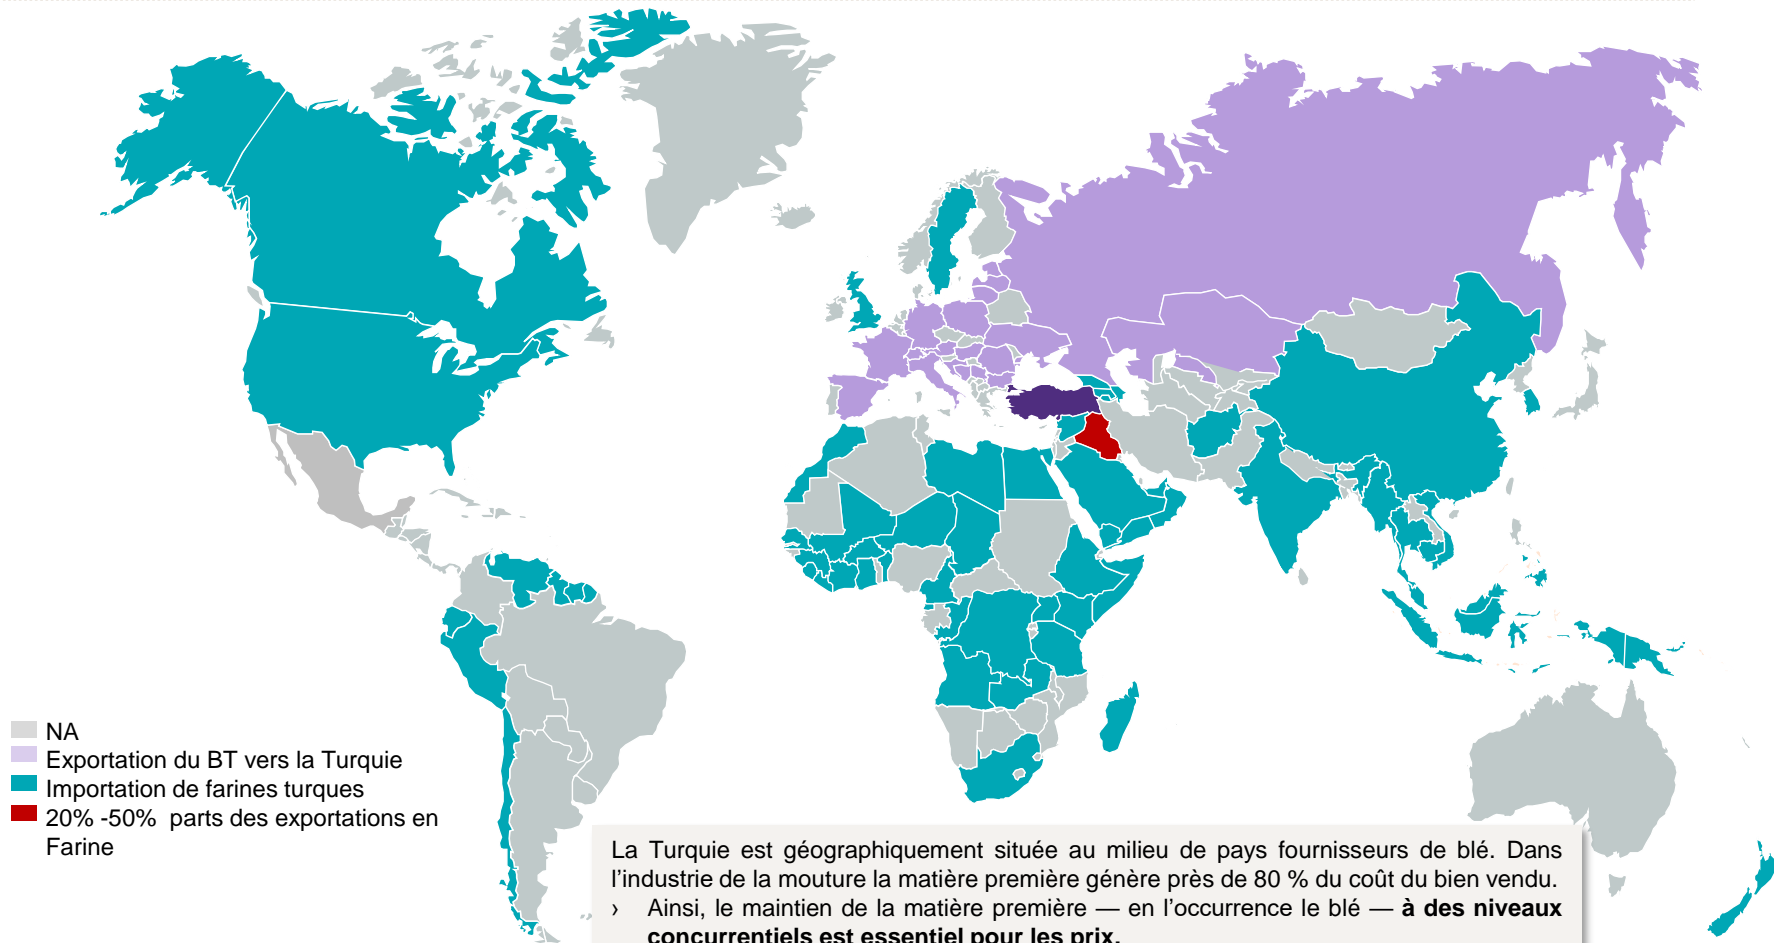 NA
Exportation du BT vers la Turquie
Importation de farines turques
20% -50%  parts des exportations en
Farine
La Turquie est géographiquement située au milieu de pays fournisseurs de blé. Dans
l'industrie de la mouture la matière première génère près de 80 % du coût du bien vendu.
› Ainsi, le maintien de la matière première — en l'occurrence le blé — à des niveaux
concurrentiels est essentiel pour les prix.